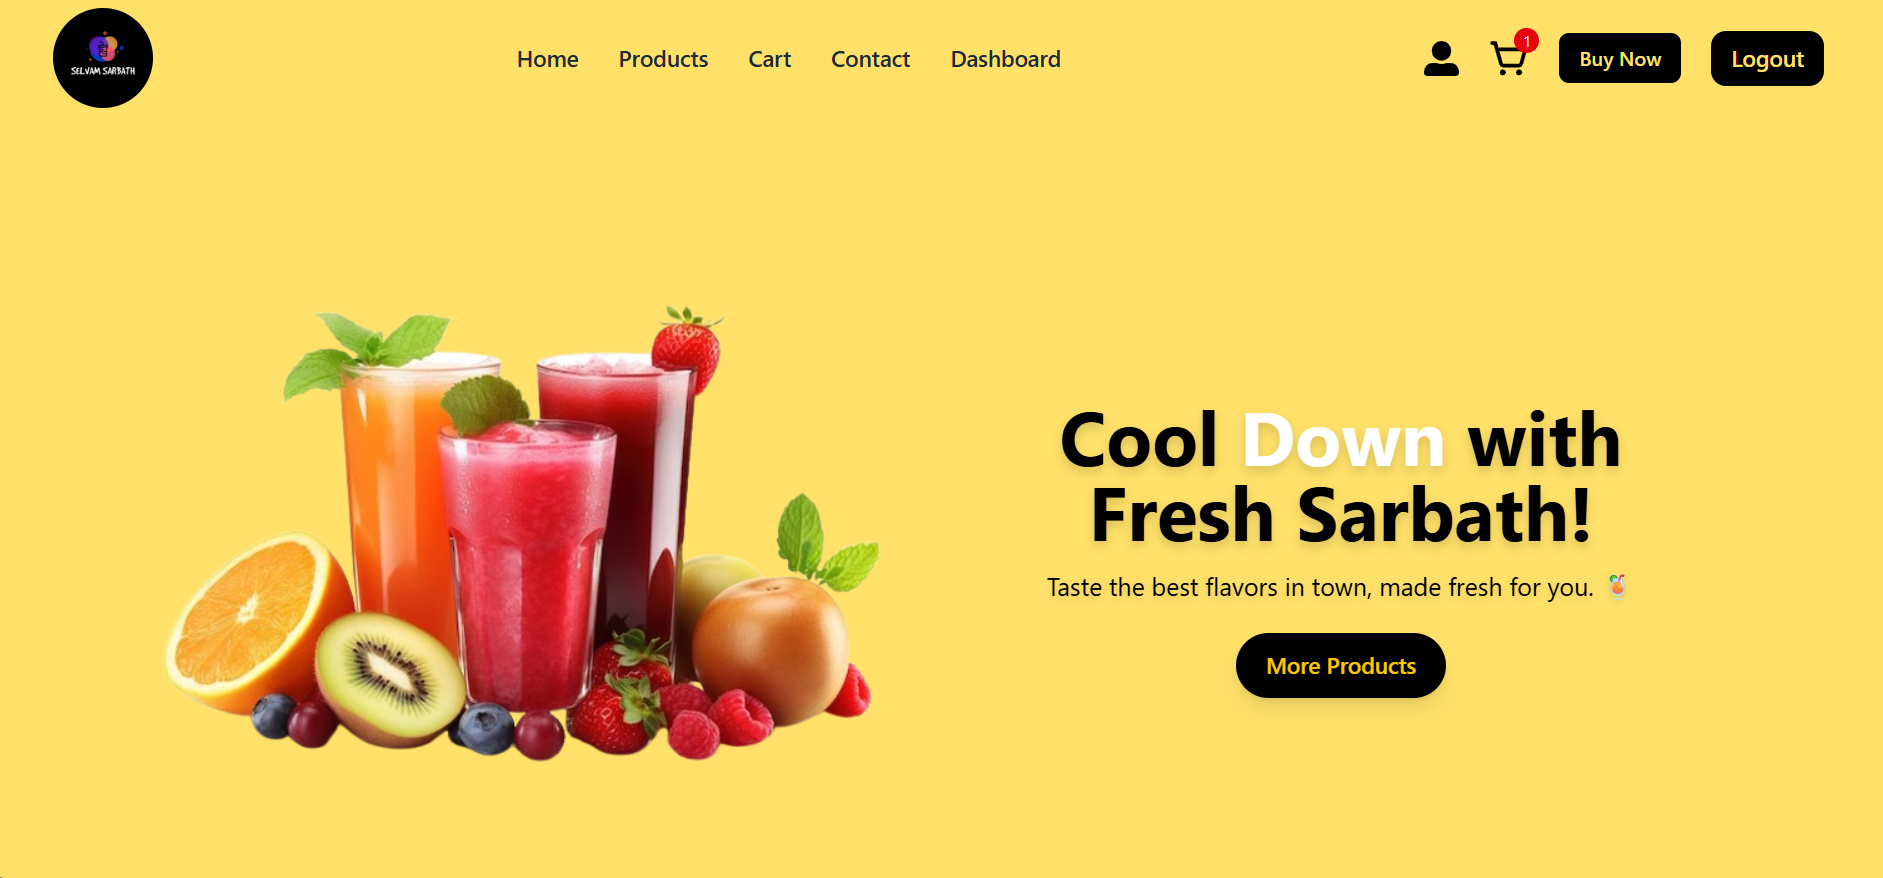 SELVAM SARBATH
Home
Products
Cart
Contact
Dashboard
1
Buy Now
Logout
Cool Down with
Fresh Sarbath!
Taste the best flavors in town, made fresh for you. 🍹
More Products